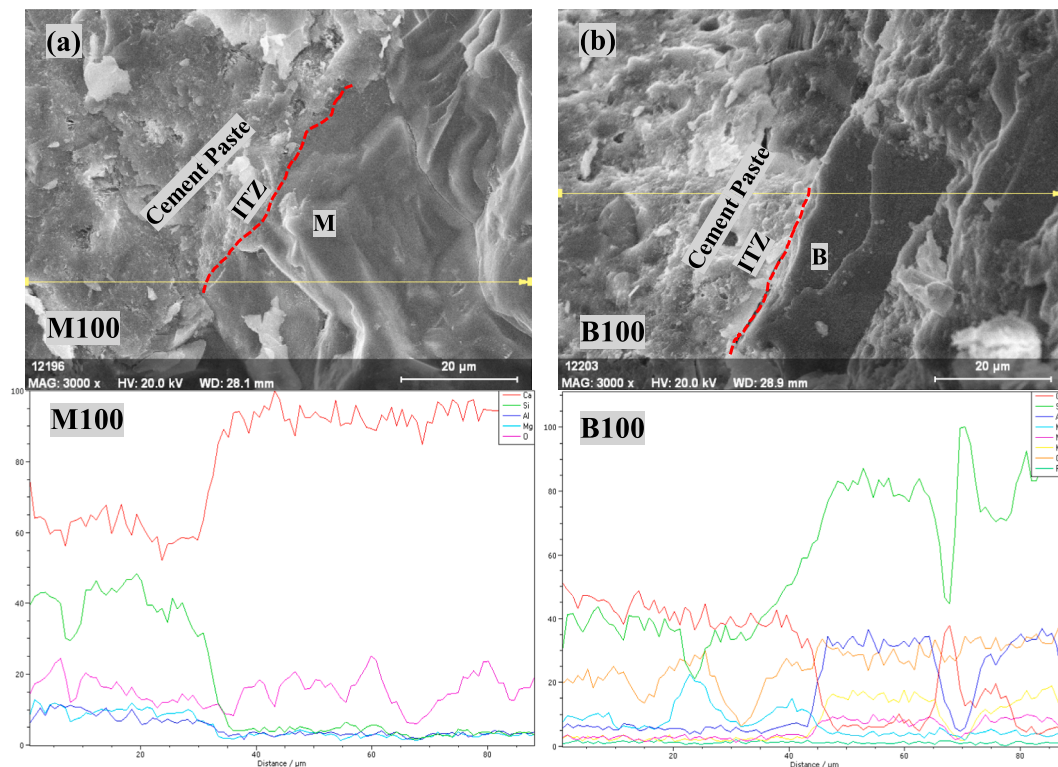 (a)
Cement Paste
ITZ
M
M100
12196
20 µm
MAG: 3000 x HV: 20.0 kV WD: 28.1 mm
(b)
Cement Paste
ITZ
B
B100
12203
20 µm
MAG: 3000 x HV: 20.0 kV WD: 28.9 mm
M100
Ca
Si
Al
Mg
O
100
80
60
40
20
0
20
40
60
80
Distance / µm
B100
S
A
100
80
60
40
20
0
20
40
60
80
Distance / µm